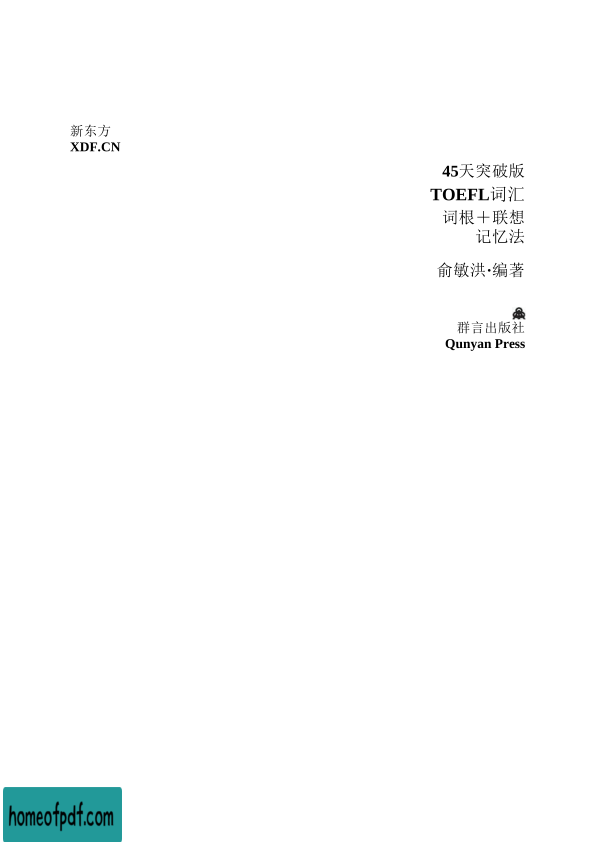 新东方
XDF.CN
45天突破版
TOEFL词汇
词根＋联想
记忆法
俞敏洪·编著
群言出版社
Qunyan Press
homeofpdf.com